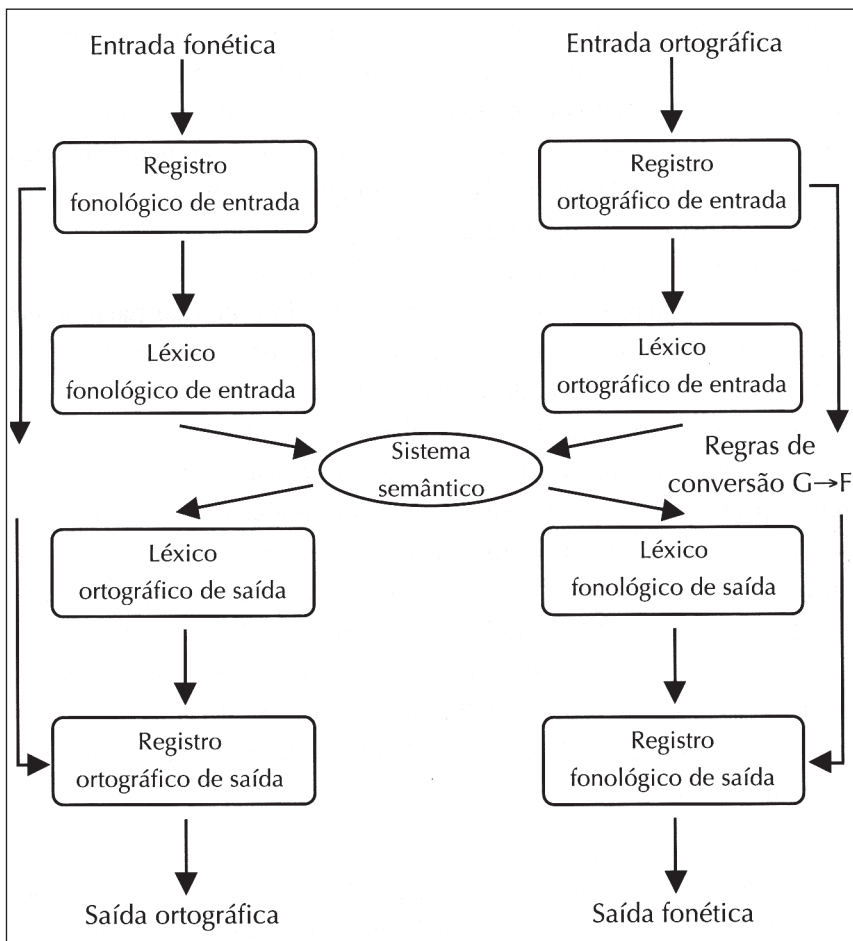 Entrada fonética
Entrada ortográfica
Registro
fonológico de entrada
Registro
ortográfico de entrada
Léxico
fonológico de entrada
Léxico
ortográfico de entrada
Sistema
semântico
Regras de
conversão G→F
Léxico
ortográfico de saída
Léxico
fonológico de saída
Registro
ortográfico de saída
Registro
fonológico de saída
Saída ortográfica
Saída fonética